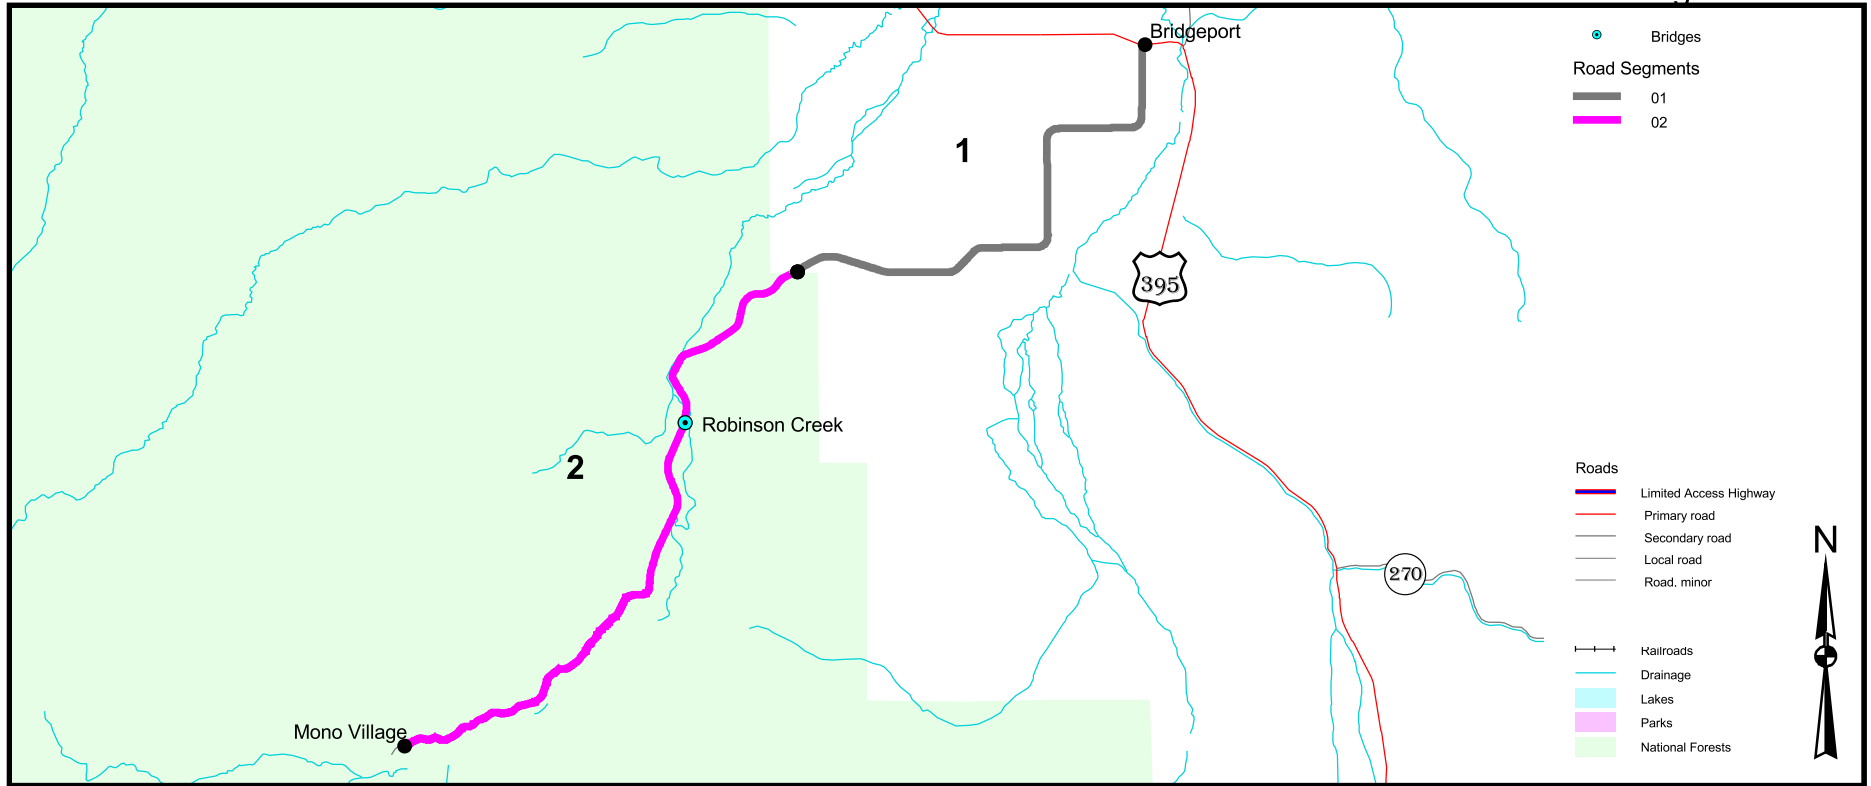 Bridgeport
Bridges
Road Segments
01
02
1
395
Robinson Creek
2
Roads
Limited Access Highway
Primary road
Secondary road
Local road
Road, minor
N
270
Railroads
Drainage
Lakes
Parks
National Forests
Mono Village